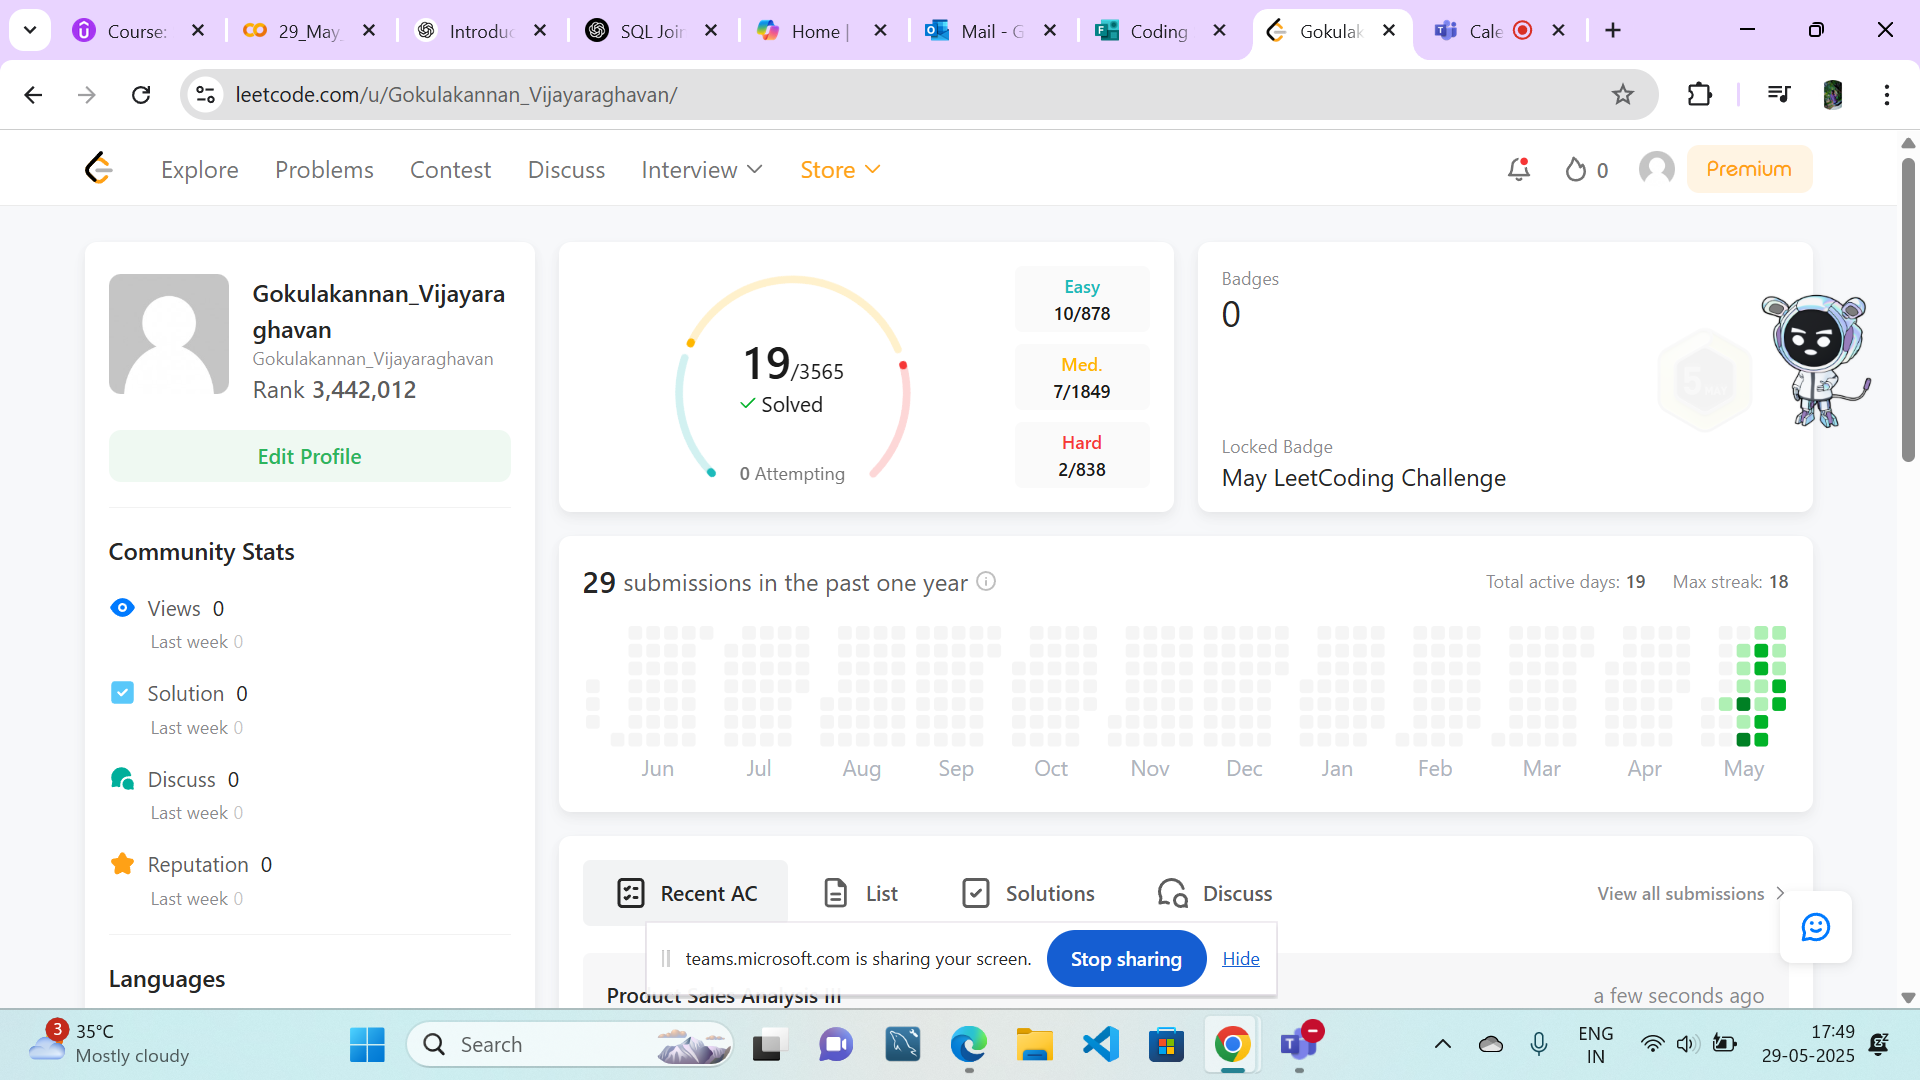 Course:
29_May_
Introduc
SQL Join
Home |
Mail - G
Coding
Gokulak
Cale
leetcode.com/u/Gokulakannan_Vijayaraghavan/
Explore
Problems
Contest
Discuss
Interview
Store
0
Premium
Gokulakannan_Vijayara
ghavan
Gokulakannan_Vijayaraghavan
Rank 3,442,012
Edit Profile
Community Stats
Views 0
Last week 0
Solution 0
Last week 0
Discuss 0
Last week 0
Reputation 0
Last week 0
Languages
19/3565
Solved
0 Attempting
Easy
10/878
Med.
7/1849
Hard
2/838
Badges
0
Locked Badge
May LeetCoding Challenge
29 submissions in the past one year
Total active days: 19
Max streak: 18
Jun
Jul
Aug
Sep
Oct
Nov
Dec
Jan
Feb
Mar
Apr
May
Recent AC
List
Solutions
Discuss
View all submissions
teams.microsoft.com is sharing your screen.
Stop sharing
Hide
Product Sales Analysis III
a few seconds ago
3
35°C
Mostly cloudy
Search
ENG
IN
17:49
29-05-2025